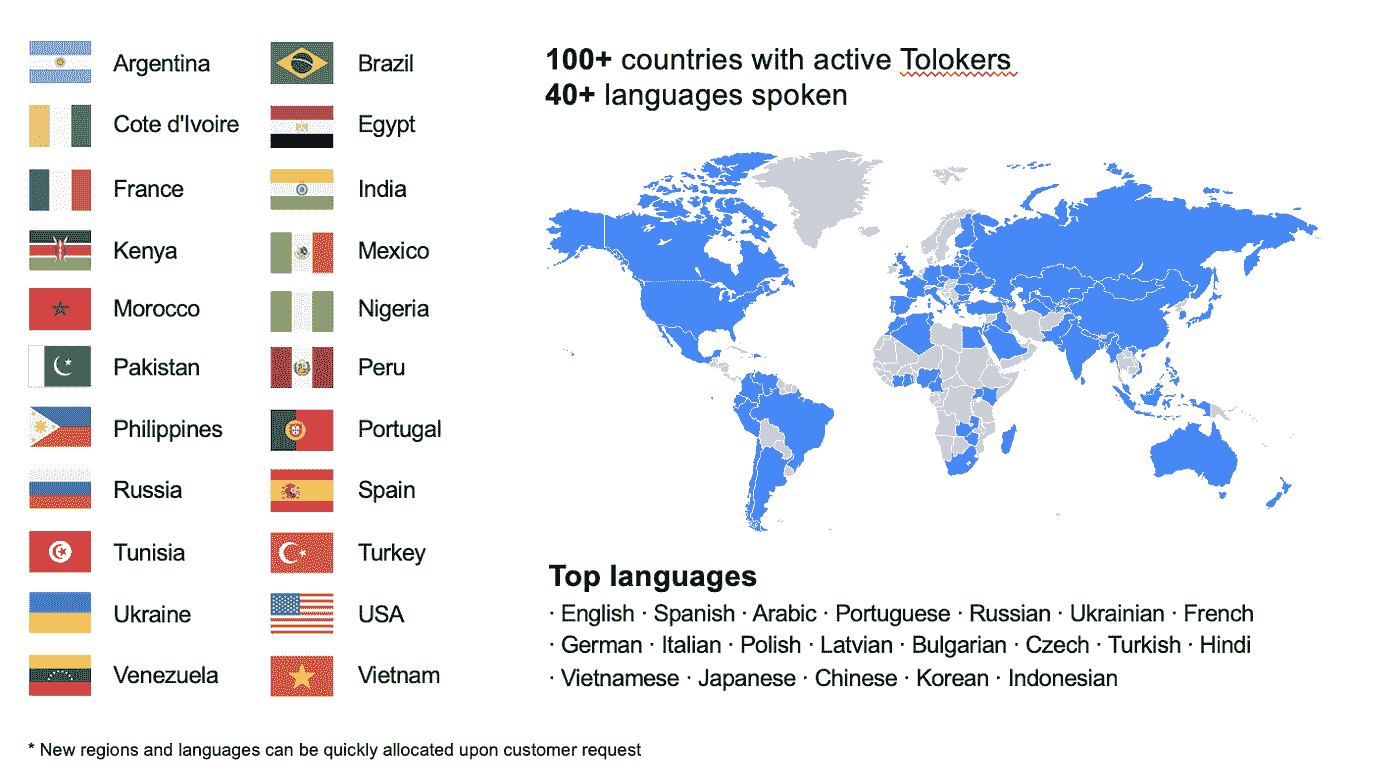 Argentina
Brazil
Cote d'Ivoire
Egypt
France
India
Kenya
Mexico
Morocco
Nigeria
Pakistan
Peru
Philippines
Portugal
Russia
Spain
Tunisia
Turkey
Ukraine
USA
Venezuela
Vietnam
100+ countries with active Tolokers
40+ languages spoken
Top languages
· English · Spanish · Arabic · Portuguese · Russian · Ukrainian · French
· German · Italian · Polish · Latvian · Bulgarian · Czech · Turkish · Hindi
· Vietnamese · Japanese · Chinese · Korean · Indonesian
* New regions and languages can be quickly allocated upon customer request